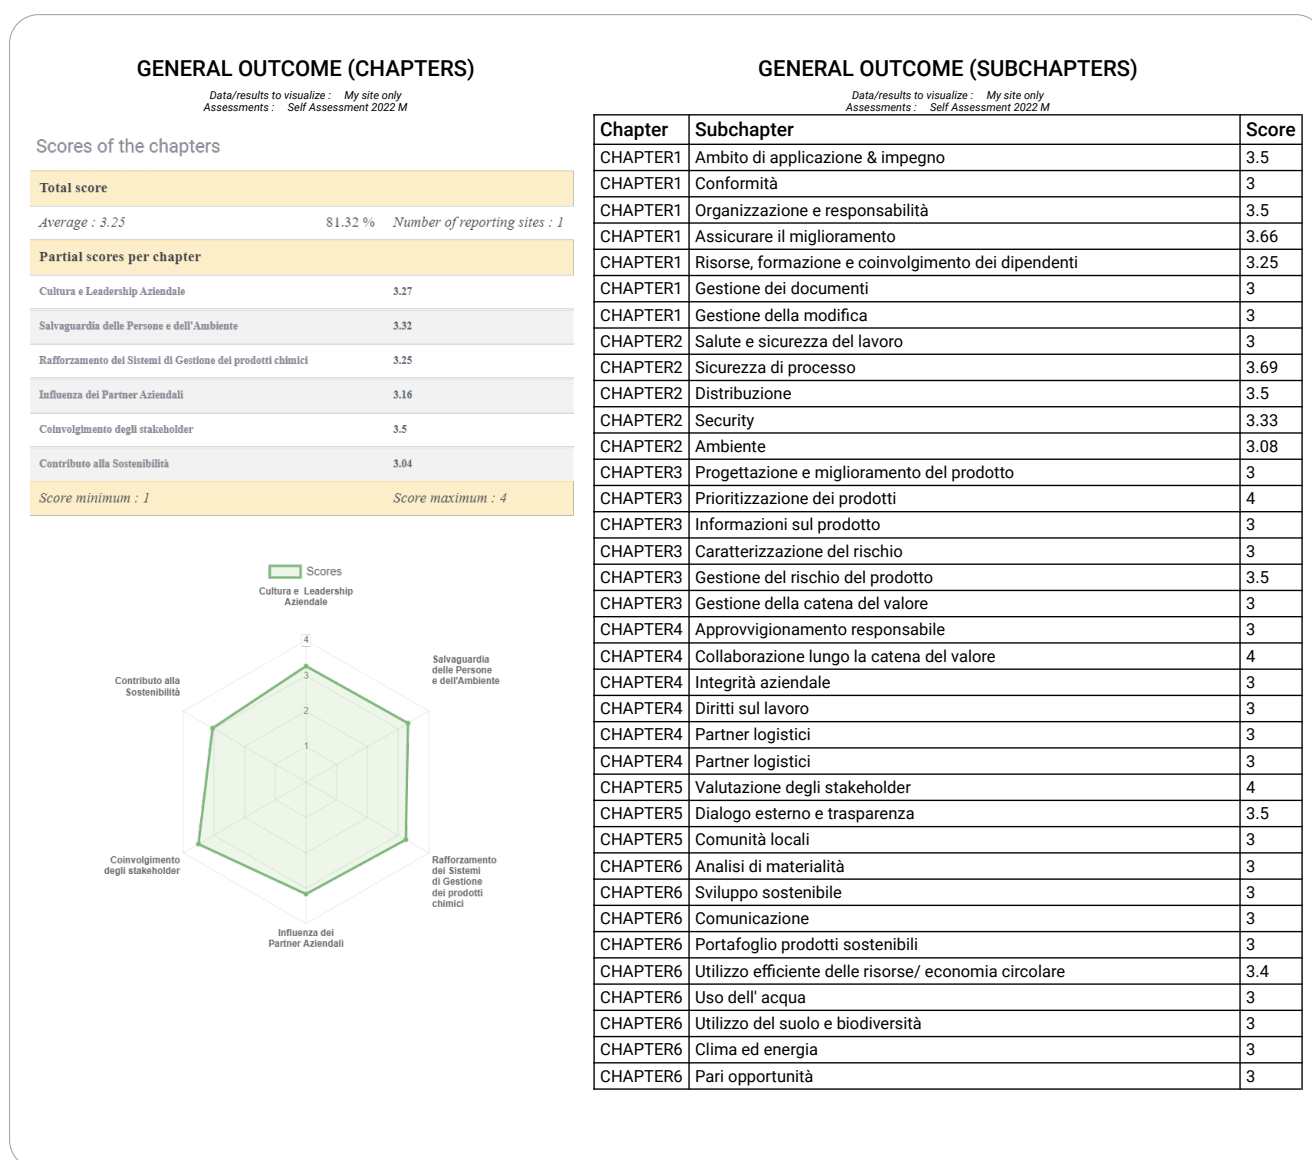 GENERAL OUTCOME (CHAPTERS)
Data/results to visualize : My site only
Assessments : Self Assessment 2022 M
Scores of the chapters
Total score
Average : 3.25 81.32 % Number of reporting sites : 1
Partial scores per chapter
Cultura e Leadership Aziendale 3.27
Salvaguardia delle Persone e dell'Ambiente 3.32
Rafforzamento dei Sistemi di Gestione dei prodotti chimici 3.25
Influenza dei Partner Aziendali 3.16
Coinvolgimento degli stakeholder 3.5
Contributo alla Sostenibilità 3.04
Score minimum : 1 Score maximum : 4
Scores
Cultura e Leadership
Aziendale
4
3
2
1
Salvaguardia
delle Persone
e dell'Ambiente
Contributo alla
Sostenibilità
Coinvolgimento
degli stakeholder
Rafforzamento
dei Sistemi
di Gestione
dei prodotti
chimici
Influenza dei
Partner Aziendali
GENERAL OUTCOME (SUBCHAPTERS)
Data/results to visualize : My site only
Assessments : Self Assessment 2022 M
Chapter Subchapter Score
CHAPTER1 Ambito di applicazione & impegno 3.5
CHAPTER1 Conformità 3
CHAPTER1 Organizzazione e responsabilità 3.5
CHAPTER1 Assicurare il miglioramento 3.66
CHAPTER1 Risorse, formazione e coinvolgimento dei dipendenti 3.25
CHAPTER1 Gestione dei documenti 3
CHAPTER1 Gestione della modifica 3
CHAPTER2 Salute e sicurezza del lavoro 3
CHAPTER2 Sicurezza di processo 3.69
CHAPTER2 Distribuzione 3.5
CHAPTER2 Security 3.33
CHAPTER2 Ambiente 3.08
CHAPTER3 Progettazione e miglioramento del prodotto 3
CHAPTER3 Prioritizzazione dei prodotti 4
CHAPTER3 Informazioni sul prodotto 3
CHAPTER3 Caratterizzazione del rischio 3
CHAPTER3 Gestione del rischio del prodotto 3.5
CHAPTER3 Gestione della catena del valore 3
CHAPTER4 Approvvigionamento responsabile 3
CHAPTER4 Collaborazione lungo la catena del valore 4
CHAPTER4 Integrità aziendale 3
CHAPTER4 Diritti sul lavoro 3
CHAPTER4 Partner logistici 3
CHAPTER4 Partner logistici 3
CHAPTER5 Valutazione degli stakeholder 4
CHAPTER5 Dialogo esterno e trasparenza 3.5
CHAPTER5 Comunità locali 3
CHAPTER6 Analisi di materialità 3
CHAPTER6 Sviluppo sostenibile 3
CHAPTER6 Comunicazione 3
CHAPTER6 Portafoglio prodotti sostenibili 3
CHAPTER6 Utilizzo efficiente delle risorse/ economia circolare 3.4
CHAPTER6 Uso dell' acqua 3
CHAPTER6 Utilizzo del suolo e biodiversità 3
CHAPTER6 Clima ed energia 3
CHAPTER6 Pari opportunità 3